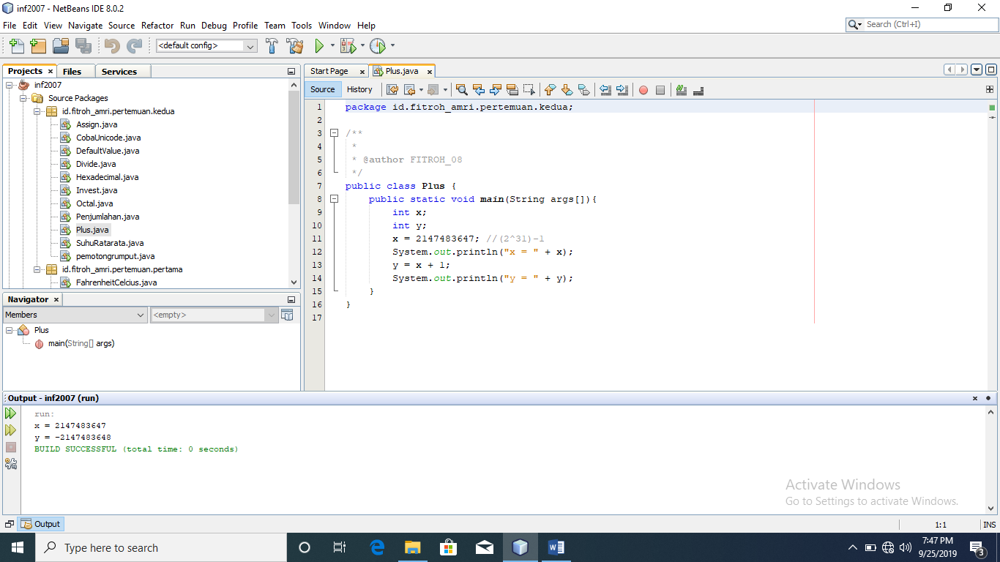 inf2007 - NetBeans IDE 8.0.2
File Edit View Navigate Source Refactor Run Debug Profile Team Tools Window Help
Search (Ctrl+I)
<default config>
Projects × Files Services
inf2007
Source Packages
id.fitroh_amri.pertemuan.kedua
Assign.java
CobaUnicode.java
DefaultValue.java
Divide.java
Hexadecimal.java
Invest.java
Octal.java
Penjumlahan.java
Plus.java
SuhuRatarata.java
pemotongrumput.java
id.fitroh_amri.pertemuan.pertama
FahrenheitCelcius.java
Navigator ×
Members
<empty>
Plus
main(String[] args)
Start Page × Plus.java ×
Source History
1 package id.fitroh_amri.pertemuan.kedua;
2
3 /**
4 *
5 * @author FITROH_08
6 */
7 public class Plus {
8 public static void main(String args[]){
9 int x;
10 int y;
11 x = 2147483647; //(2^31)-1
12 System.out.println("x = " + x);
13 y = x + 1;
14 System.out.println("y = " + y);
15 }
16 }
17
Output - inf2007 (run)
run:
x = 2147483647
y = -2147483648
BUILD SUCCESSFUL (total time: 0 seconds)
Activate Windows
Go to Settings to activate Windows.
Output
1:1 INS
Type here to search
7:47 PM
9/25/2019
3